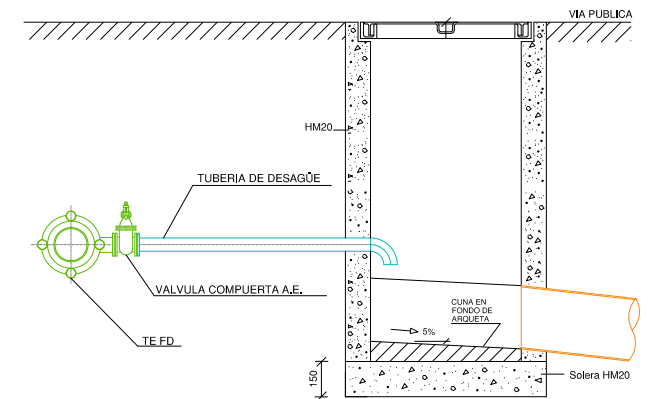 VIA PUBLICA
HM20
TUBERIA DE DESAGÜE
VALVULA COMPUERTA A.E.
CUNA EN
FONDO DE
ARQUETA
5%
TE FD
150
Solera HM20